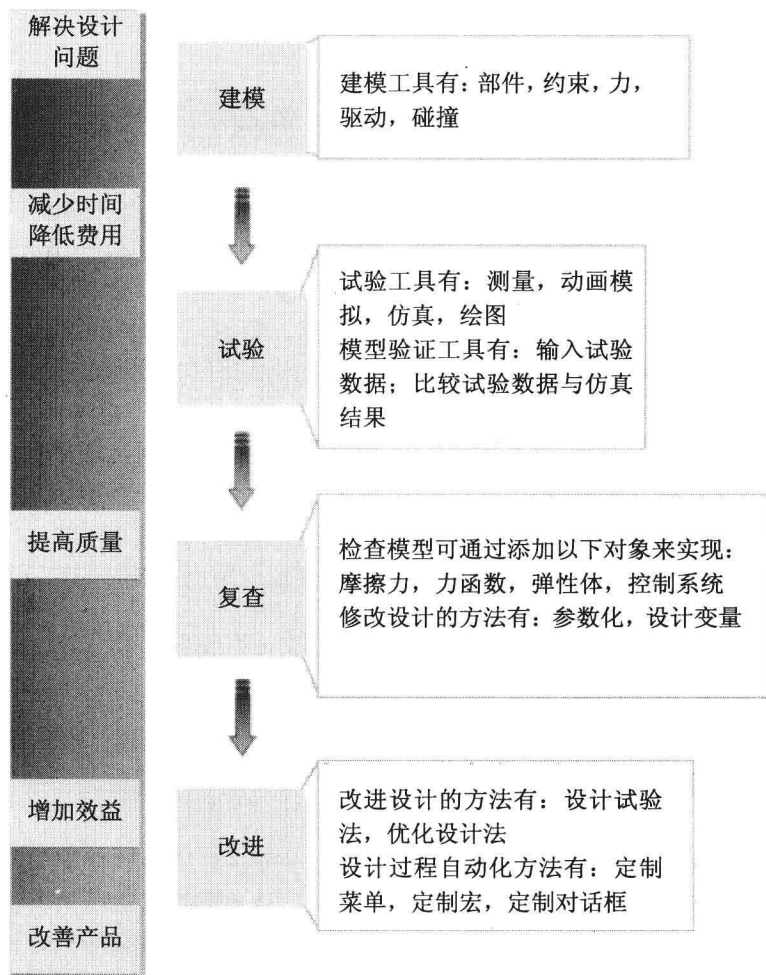 解决设计
问题
建模
建模工具有：部件，约束，力，
驱动，碰撞
减少时间
降低费用
试验
试验工具有：测量，动画模
拟，仿真，绘图
模型验证工具有：输入试验
数据；比较试验数据与仿真
结果
提高质量
复查
检查模型可通过添加以下对象来实现：
摩擦力，力函数，弹性体，控制系统
修改设计的方法有：参数化，设计变量
增加效益
改进
改进设计的方法有：设计试验
法，优化设计法
设计过程自动化方法有：定制
菜单，定制宏，定制对话框
改善产品